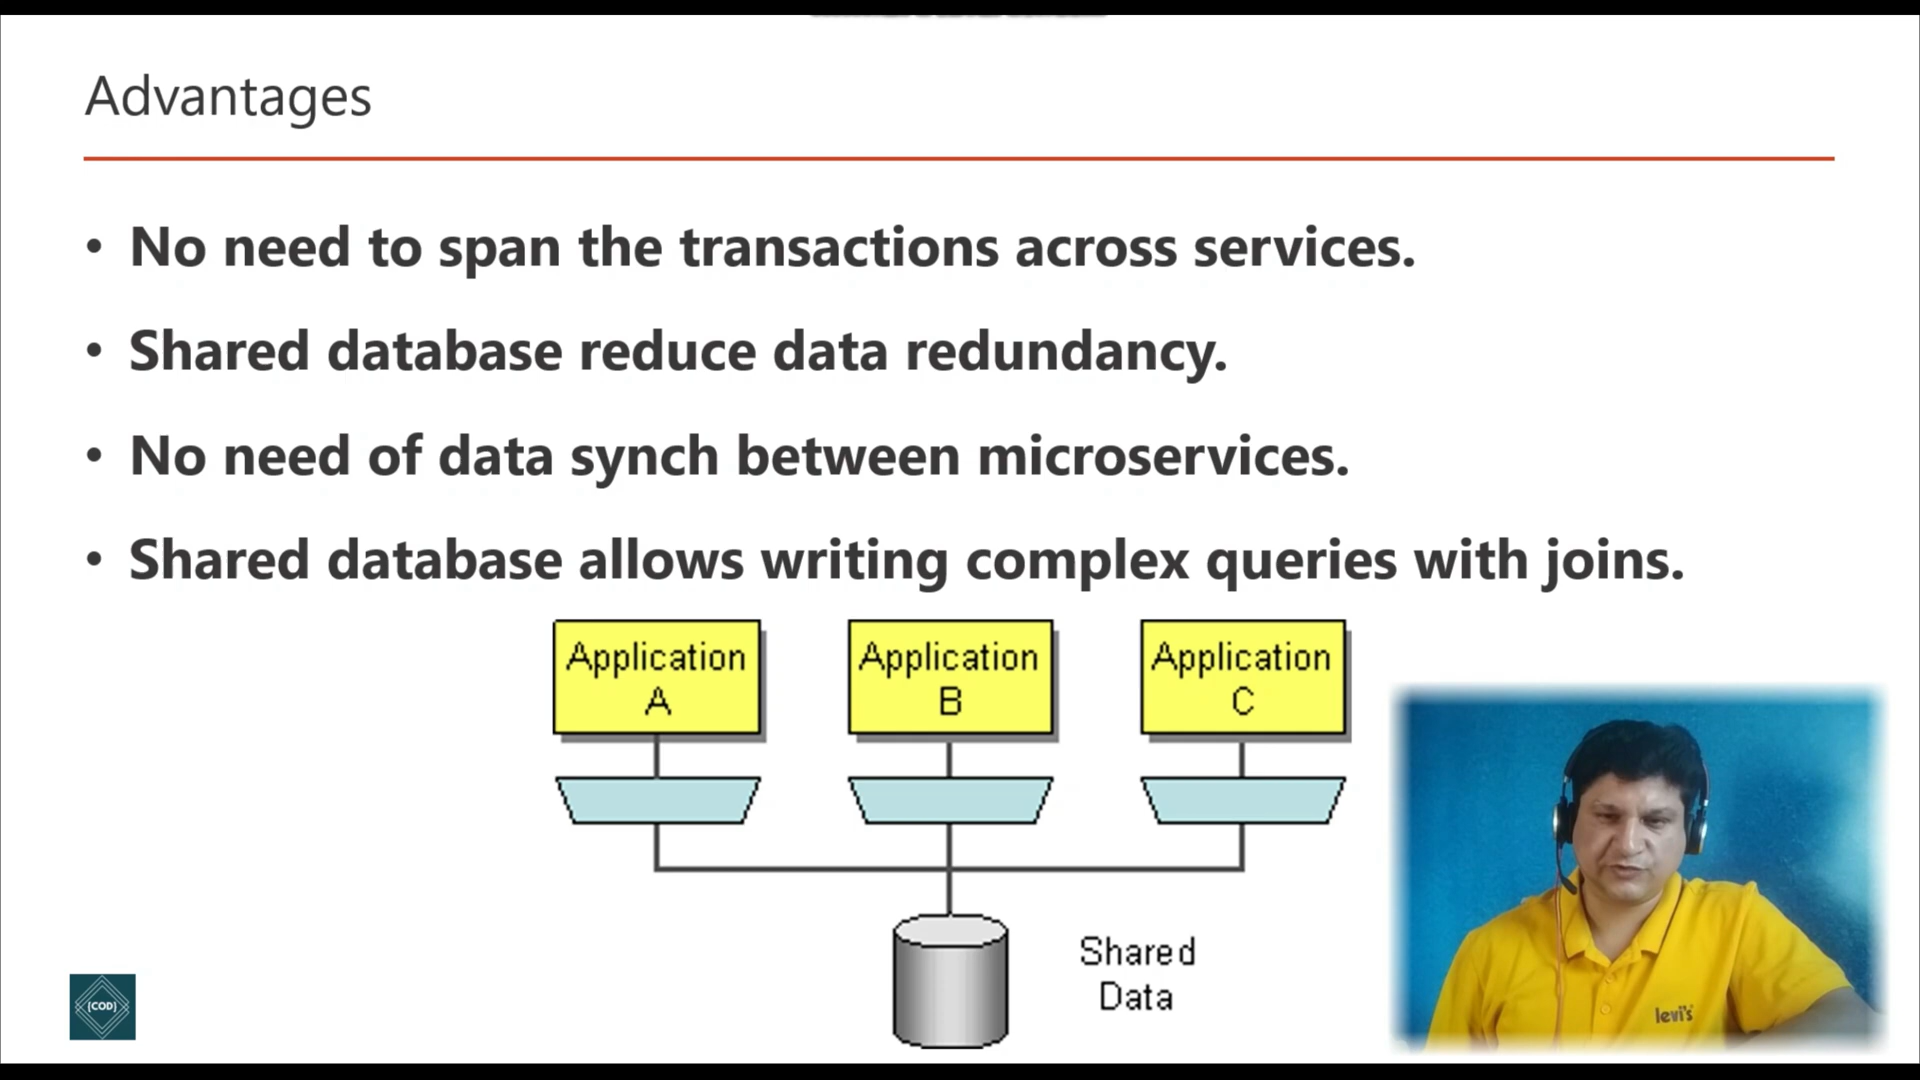 Advantages
• No need to span the transactions across services.
• Shared database reduce data redundancy.
• No need of data synch between microservices.
• Shared database allows writing complex queries with joins.
Application
A
Application
B
Application
C
Shared
Data
{COD}
levi's